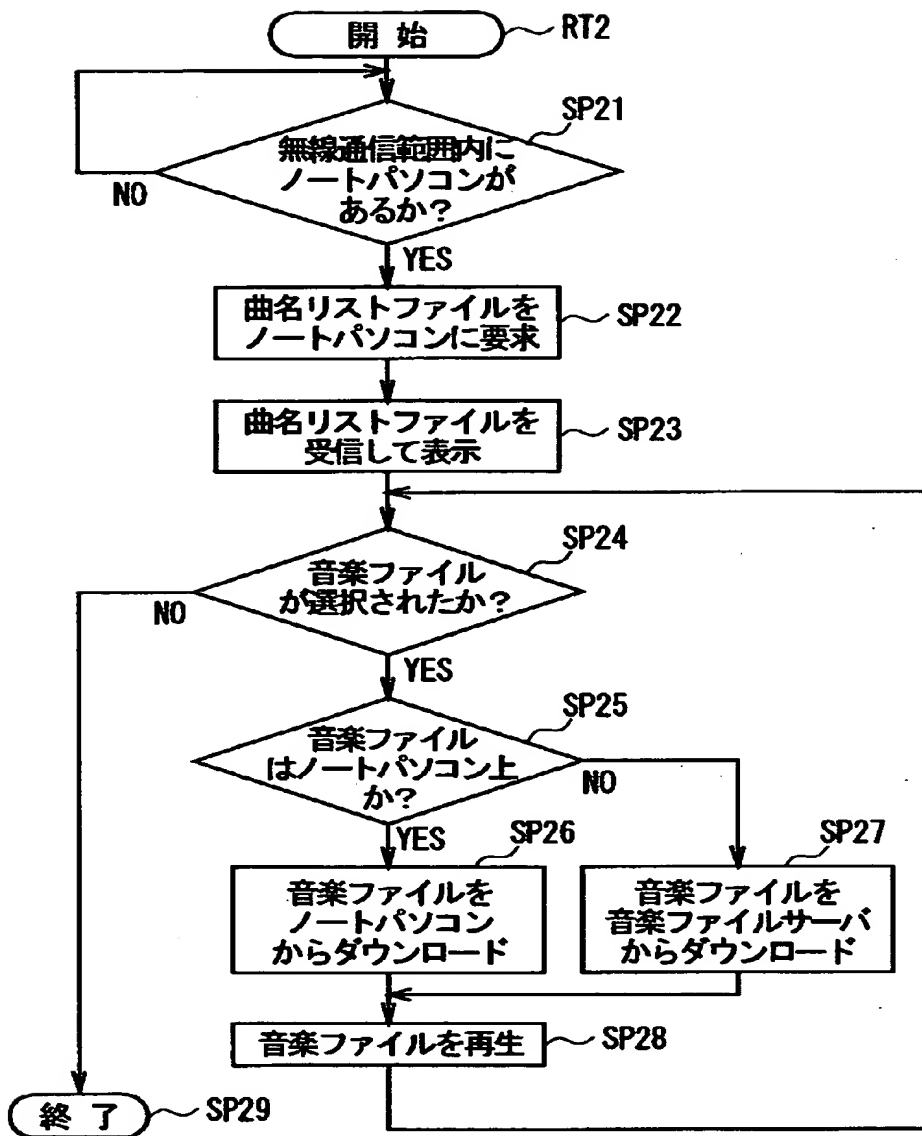 開始
RT2
SP21
無線通信範囲内に
ノートパソコンが
あるか?
NO
YES
曲名リストファイルを
ノートパソコンに要求
SP22
曲名リストファイルを
受信して表示
SP23
SP24
音楽ファイル
が選択されたか?
NO
YES
SP25
音楽ファイル
はノートパソコン上
か?
NO
YES
SP26
音楽ファイルを
ノートパソコン
からダウンロード
SP27
音楽ファイルを
音楽ファイルサーバ
からダウンロード
音楽ファイルを再生
SP28
終了
SP29